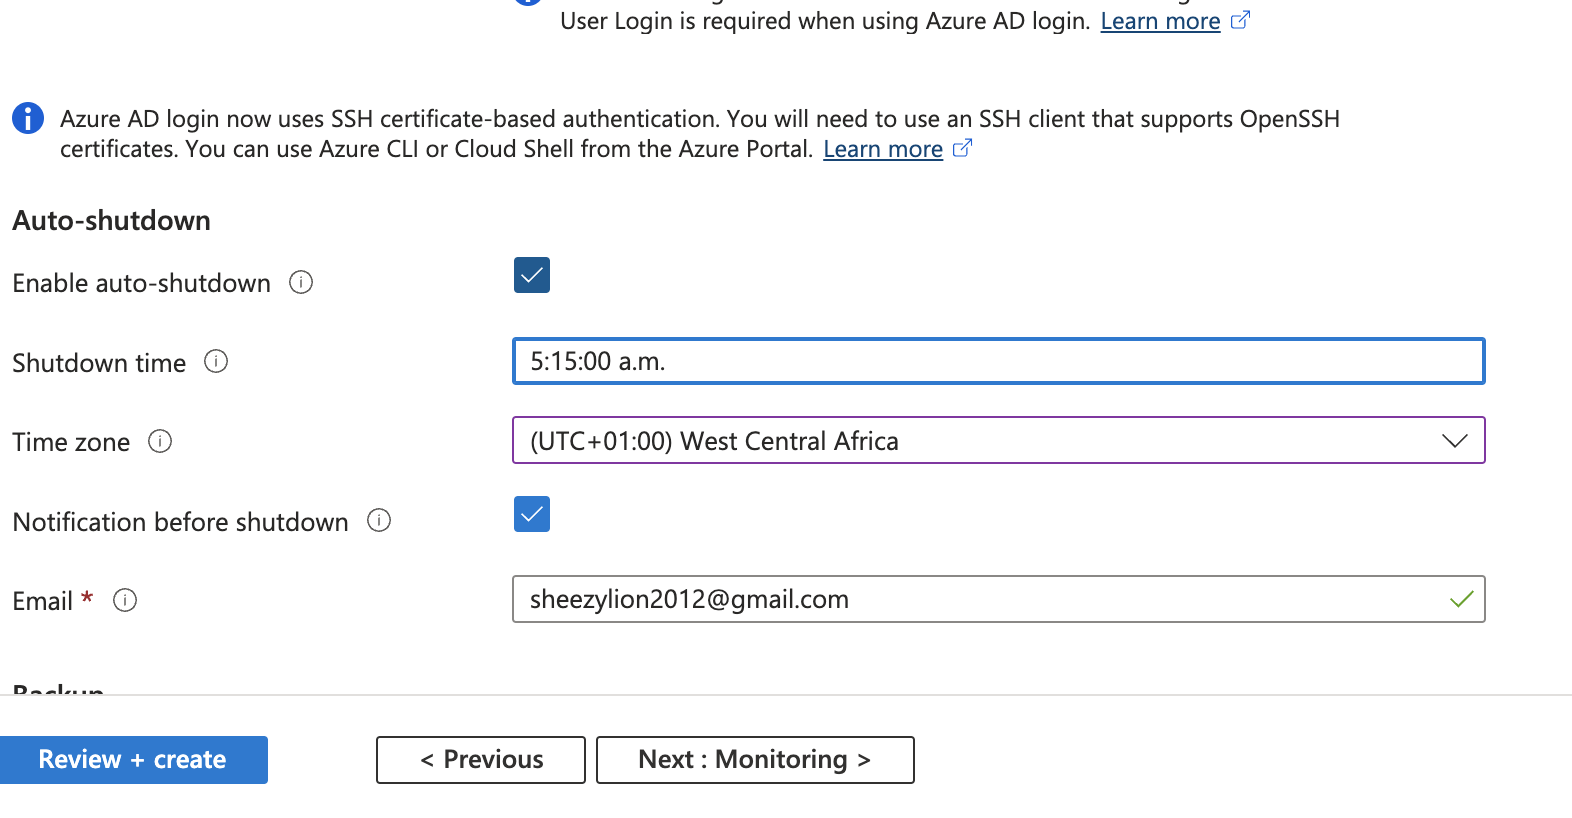 User Login is required when using Azure AD login. Learn more
Azure AD login now uses SSH certificate-based authentication. You will need to use an SSH client that supports OpenSSH
certificates. You can use Azure CLI or Cloud Shell from the Azure Portal. Learn more
Auto-shutdown
Enable auto-shutdown
Shutdown time
5:15:00 a.m.
Time zone
(UTC+01:00) West Central Africa
Notification before shutdown
Email *
sheezylion2012@gmail.com
Backup
Review + create
< Previous
Next : Monitoring >